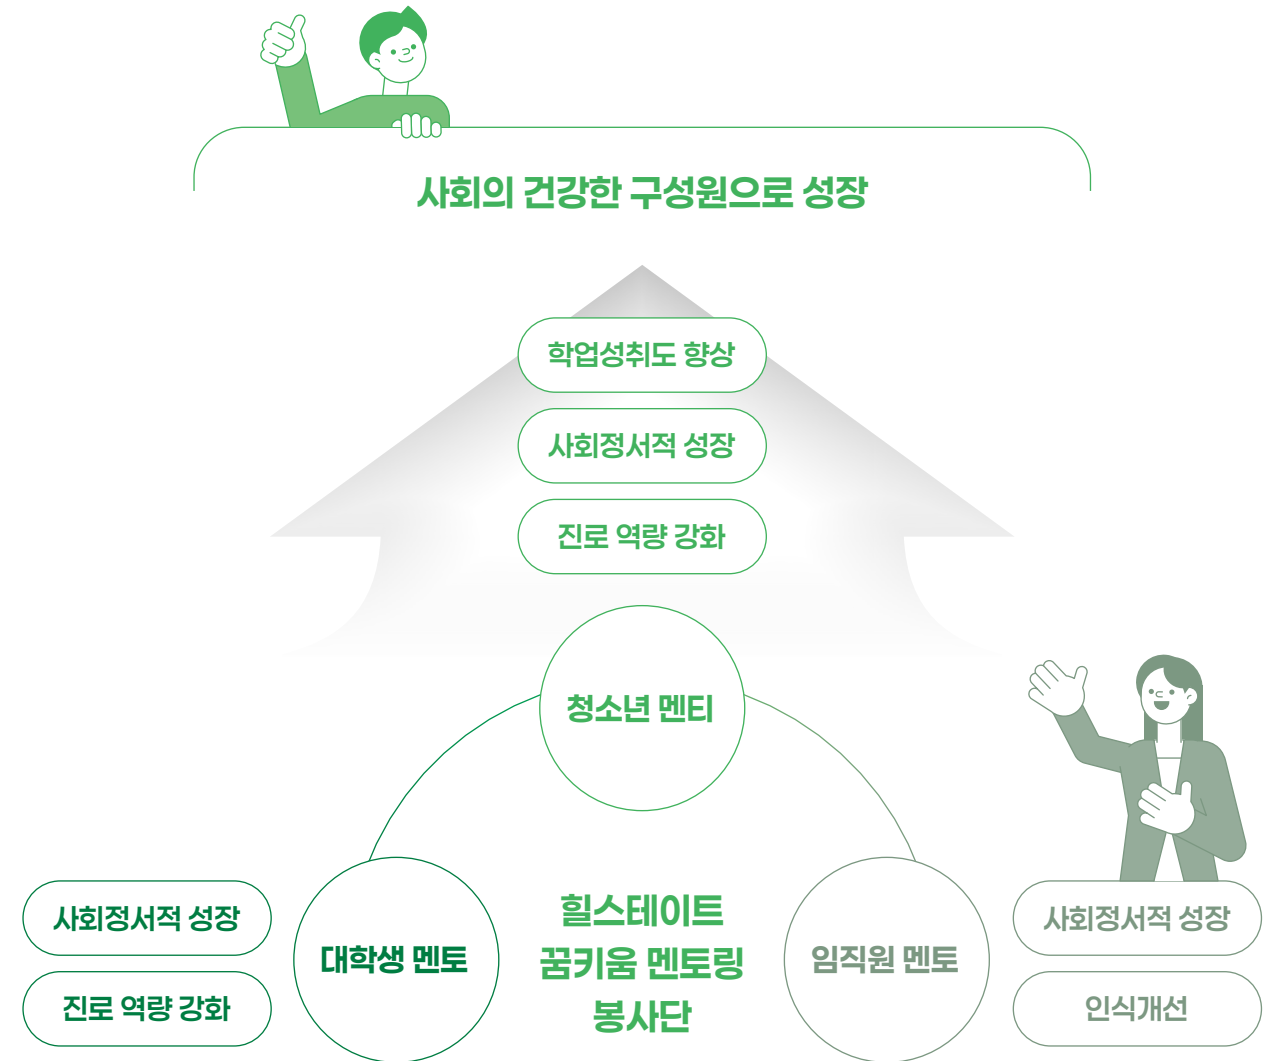 사회의 건강한 구성원으로 성장
학업성취도 향상
사회정서적 성장
진로 역량 강화
청소년 멘티
사회정서적 성장
진로 역량 강화
대학생 멘토
힐스테이트
꿈키움 멘토링
봉사단
임직원 멘토
사회정서적 성장
인식개선